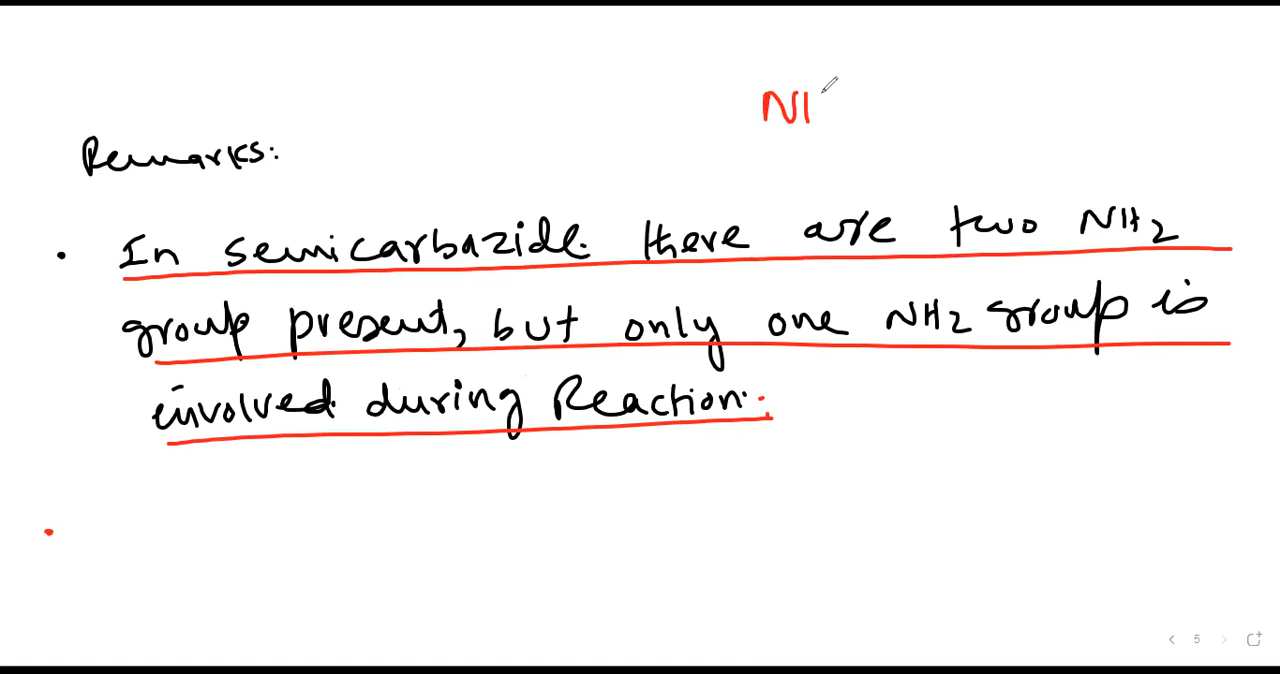 NI
Remarks:
. In semicarbazide there are two NH2
group present, but only one NH2 group is
involved during Reaction.
5